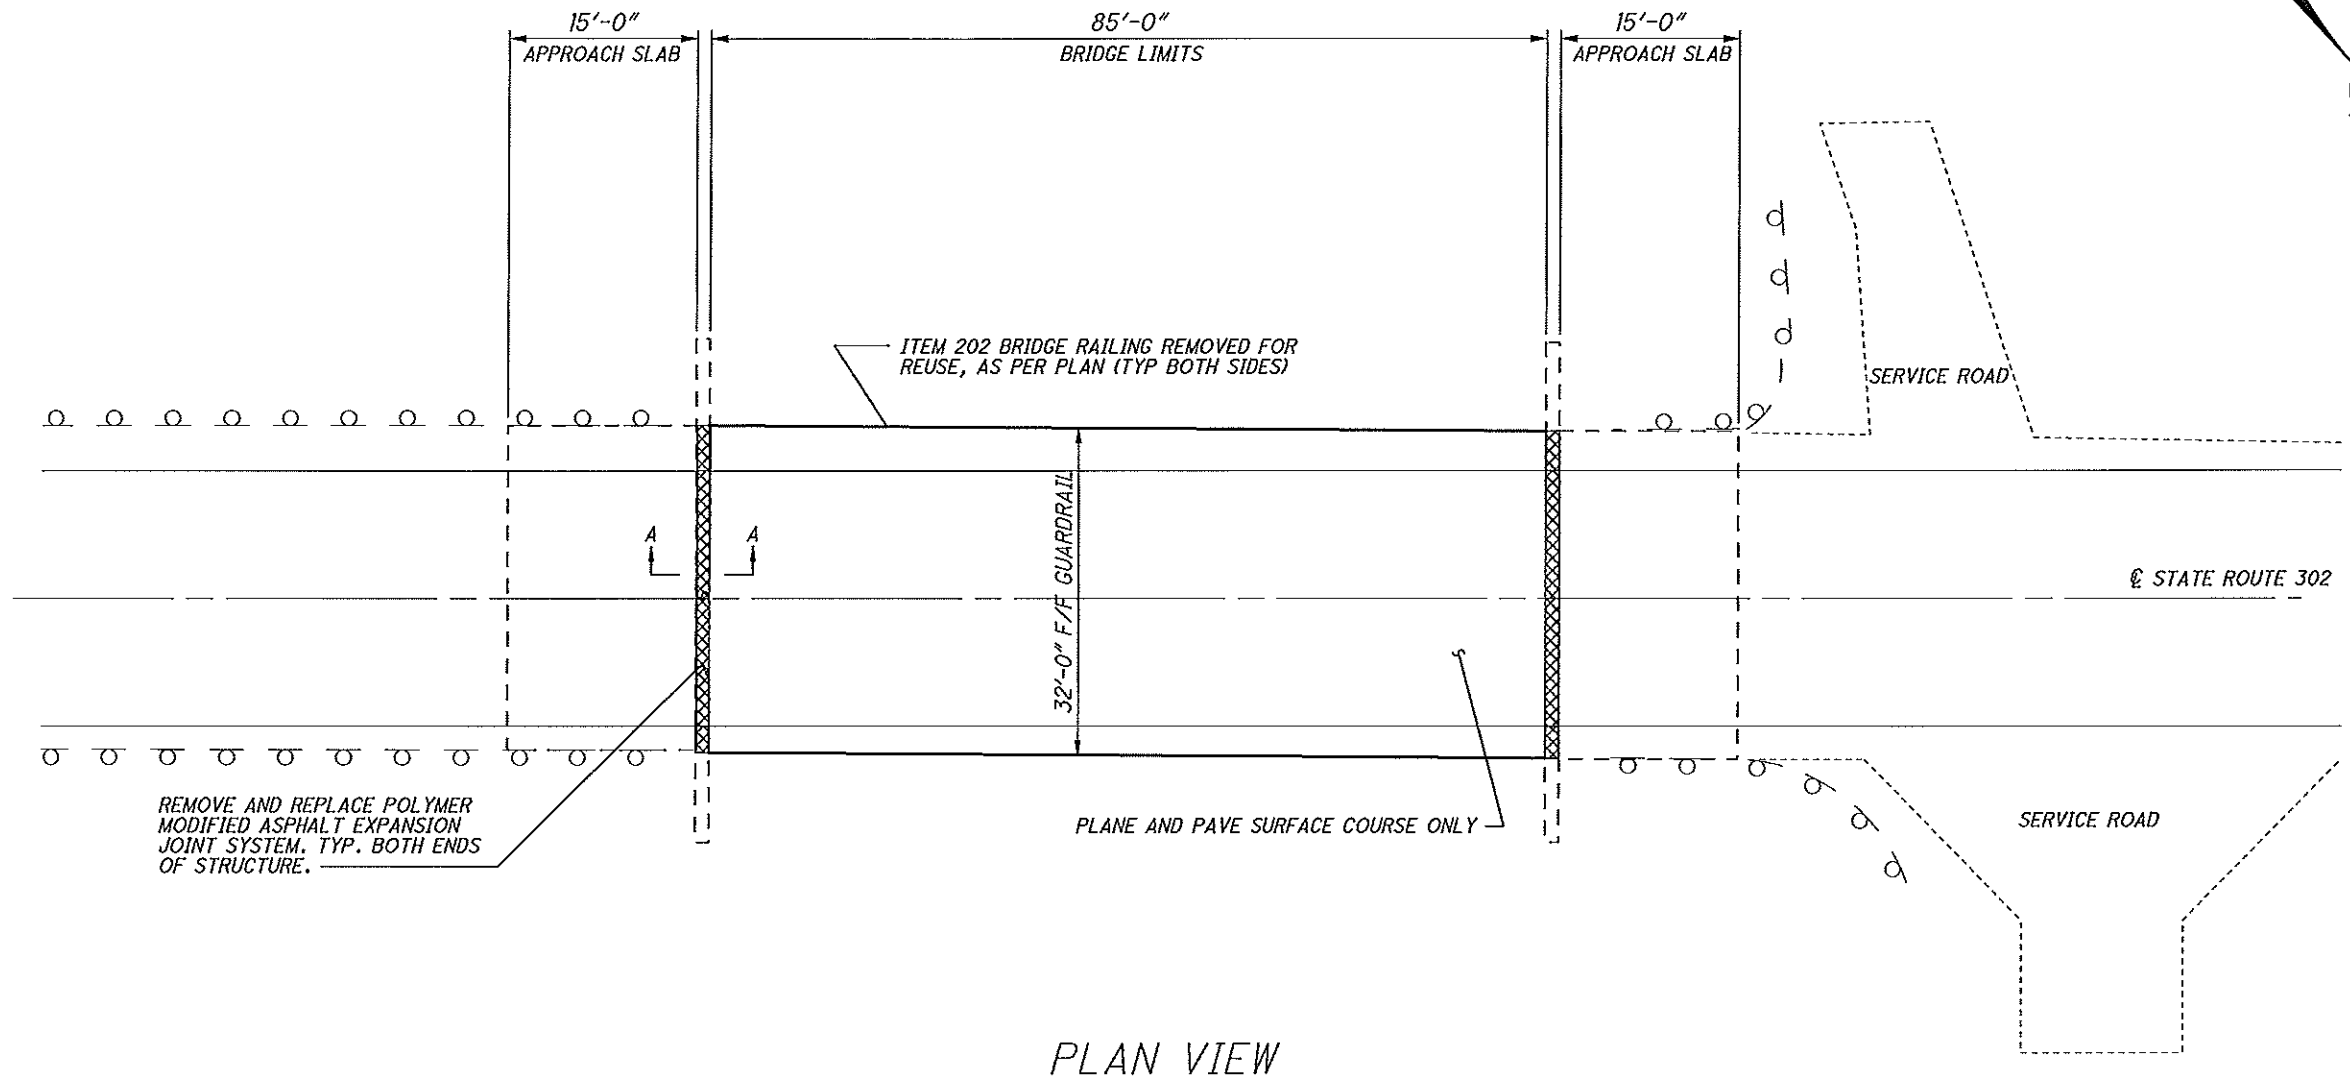 15'-0"
85'-0"
15'-0"
APPROACH SLAB
BRIDGE LIMITS
APPROACH SLAB
ITEM 202 BRIDGE RAILING REMOVED FOR
REUSE, AS PER PLAN (TYP BOTH SIDES)
SERVICE ROAD
32'-0" F/F GUARDRAIL
A
A
℄ STATE ROUTE 302
REMOVE AND REPLACE POLYMER
MODIFIED ASPHALT EXPANSION
JOINT SYSTEM. TYP. BOTH ENDS
OF STRUCTURE.
PLANE AND PAVE SURFACE COURSE ONLY
SERVICE ROAD
PLAN VIEW